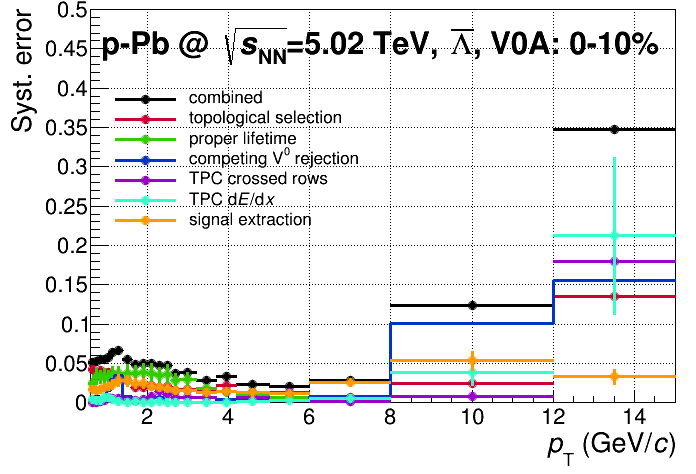 p-Pb @ √sNN=5.02 TeV, Λ̅, V0A: 0-10%
Syst. error
0.5
0.45
0.4
0.35
0.3
0.25
0.2
0.15
0.1
0.05
0
combined
topological selection
proper lifetime
competing V⁰ rejection
TPC crossed rows
TPC dE/dx
signal extraction
2 4 6 8 10 12 14
pT (GeV/c)